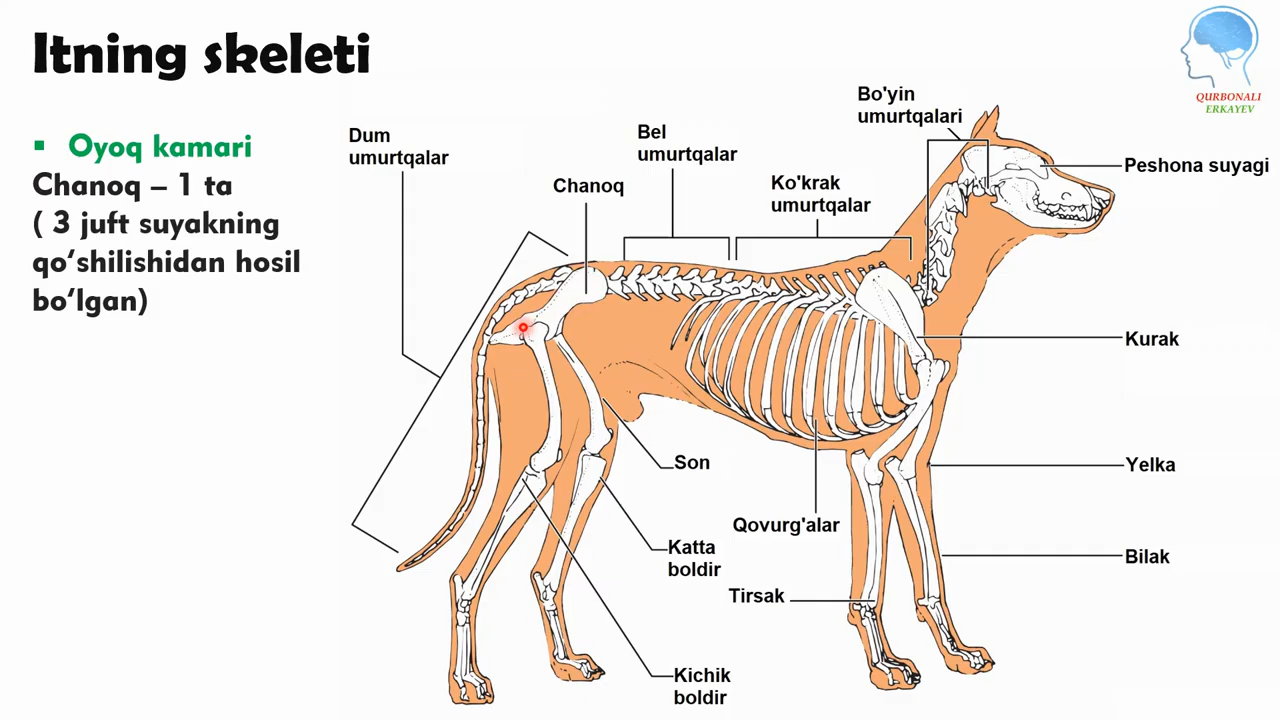 Itning skeleti
▪ Oyoq kamari
Chanoq – 1 ta
( 3 juft suyakning
qo‘shilishidan hosil
bo‘lgan)
Dum
umurtqalar
Chanoq
Bel
umurtqalar
Ko'krak
umurtqalar
Bo'yin
umurtqalari
QURBONALI
ERKAYEV
Peshona suyagi
Kurak
Yelka
Bilak
Son
Qovurg'alar
Katta
boldir
Tirsak
Kichik
boldir